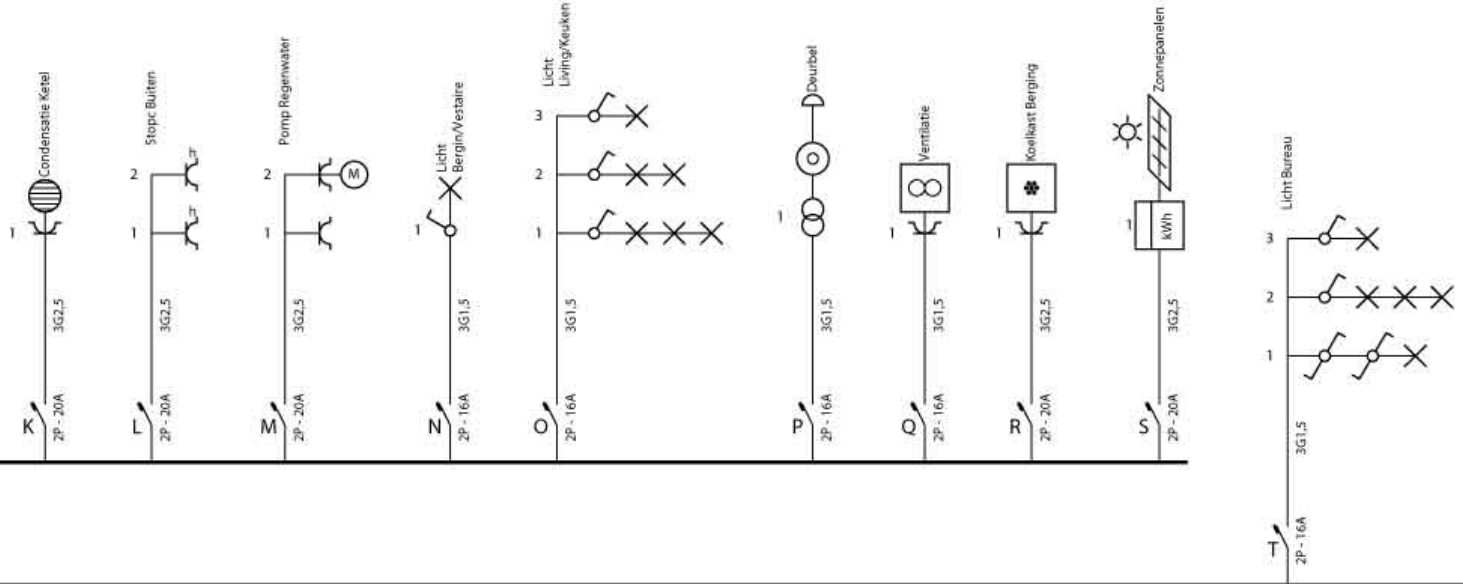 Condensatie Ketel
1
3G2,5
K
2P - 20A
Stopc Buiten
2
h
1
h
3G2,5
L
2P - 20A
Pomp Regenwater
2
M
1
3G2,5
M
2P - 20A
Licht
Bergin/Vestaire
1
3G1,5
N
2P - 16A
Licht
Living/Keuken
3
2
1
3G1,5
O
2P - 16A
Deurbel
1
3G1,5
P
2P - 16A
Ventilatie
1
3G1,5
Q
2P - 16A
Koelkast Berging
1
3G2,5
R
2P - 20A
Zonnepanelen
1
kWh
3G2,5
S
2P - 20A
Licht Bureau
3
2
1
3G1,5
T
2P - 16A